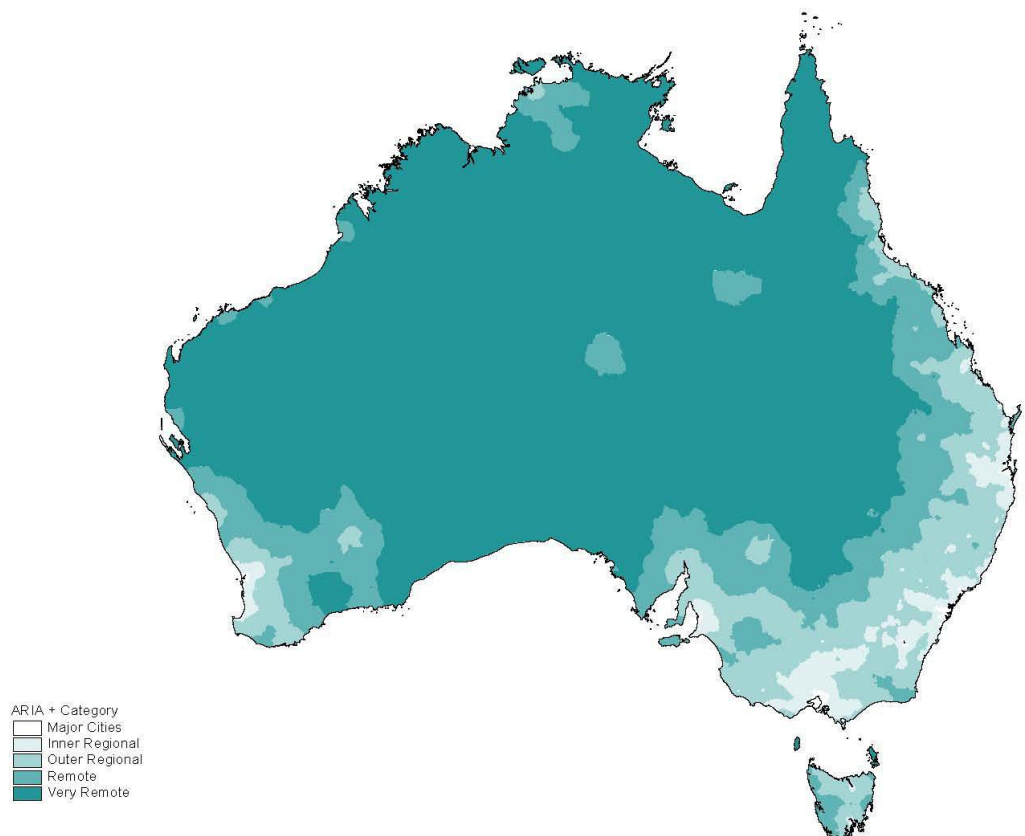 ARIA + Category
Major Cities
Inner Regional
Outer Regional
Remote
Very Remote